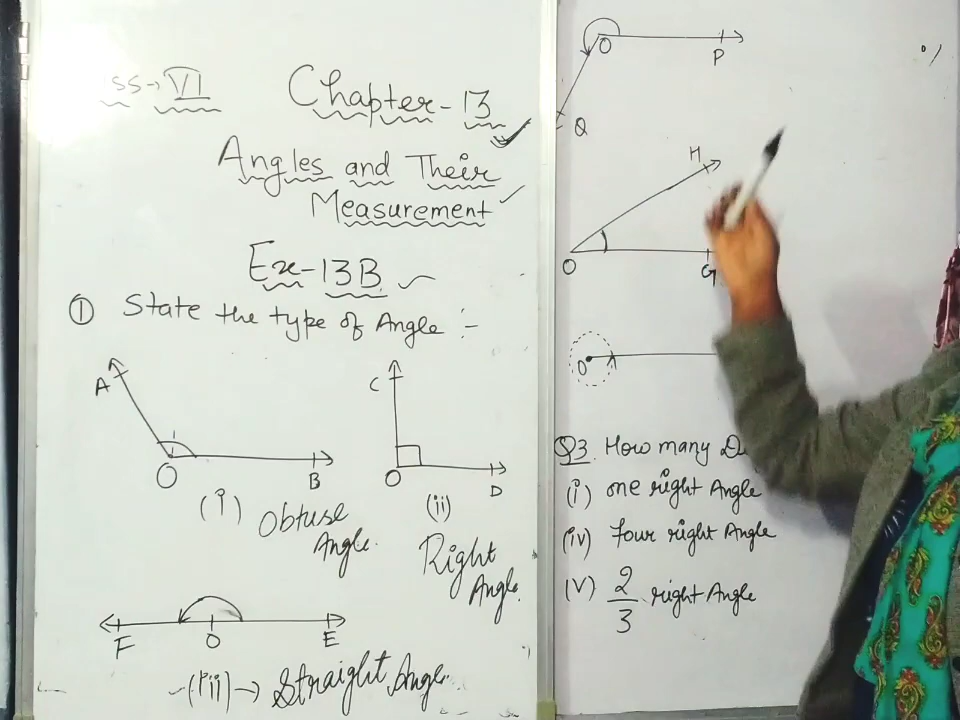 ss→VI
Chapter-13
Angles and Their
Measurement
Ex-13B
① State the type of Angle :-
A
O
B
(i) Obtuse
Angle.
C
O
D
(ii)
Right
Angle.
F
O
E
(iii)→ Straight Angle.
O
P
Q
H
O
G
O
Q3. How many
(i) one right Angle
(iv) four right Angle
(V) 2/3 right Angle